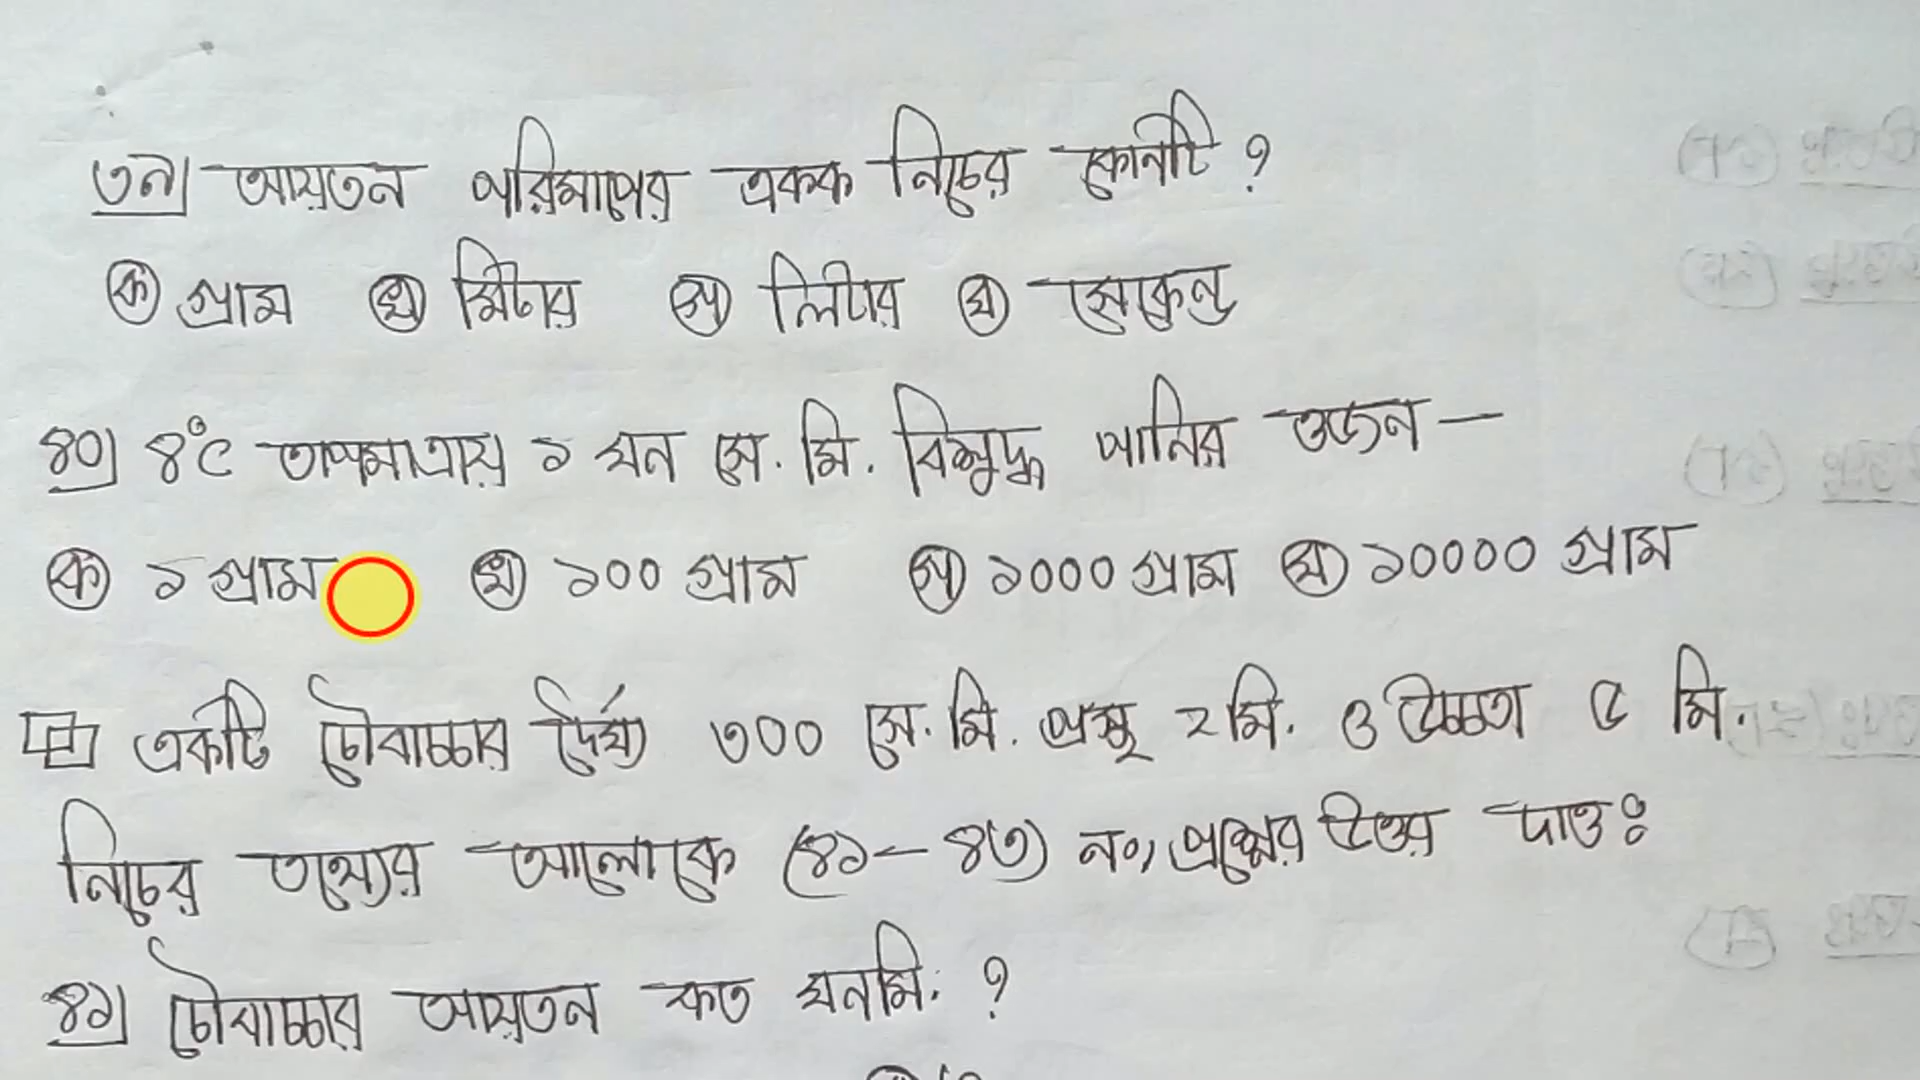 ৩৯| আয়তন পরিমাপের একক নিচের কোনটি ?
ক গ্রাম খ মিটার গ লিটার ঘ সেকেন্ড
৪০| ৪°C তাপমাত্রায় ১ ঘন সে. মি. বিশুদ্ধ পানির ওজন —
ক ১ গ্রাম খ ১০০ গ্রাম গ ১০০০ গ্রাম ঘ ১০০০০ গ্রাম
একটি চৌবাচ্চার দৈর্ঘ্য ৩০০ সে. মি. প্রস্থ ২ মি. ও উচ্চতা ৫ মি.
নিচের তথ্যের আলোকে (৪১ – ৪৩) নং প্রশ্নের উত্তর দাও ঃ
৪১| চৌবাচ্চার আয়তন কত ঘনমি. ?